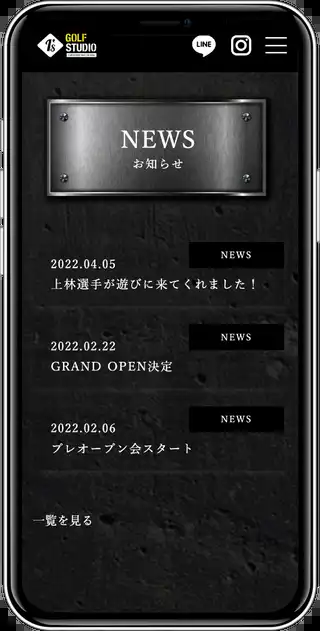 I's
GOLF
STUDIO
LINE
NEWS
お知らせ
NEWS
2022.04.05
上林選手が遊びに来てくれました！
NEWS
2022.02.22
GRAND OPEN決定
NEWS
2022.02.06
プレオープン会スタート
一覧を見る